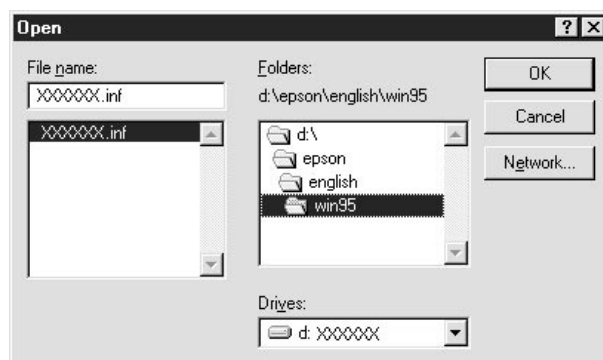 Open
File name:
XXXXXX.inf
XXXXXX.inf
Folders:
d:\epson\english\win95
d:\
epson
english
win95
Drives:
d: XXXXXX
OK
Cancel
Network...